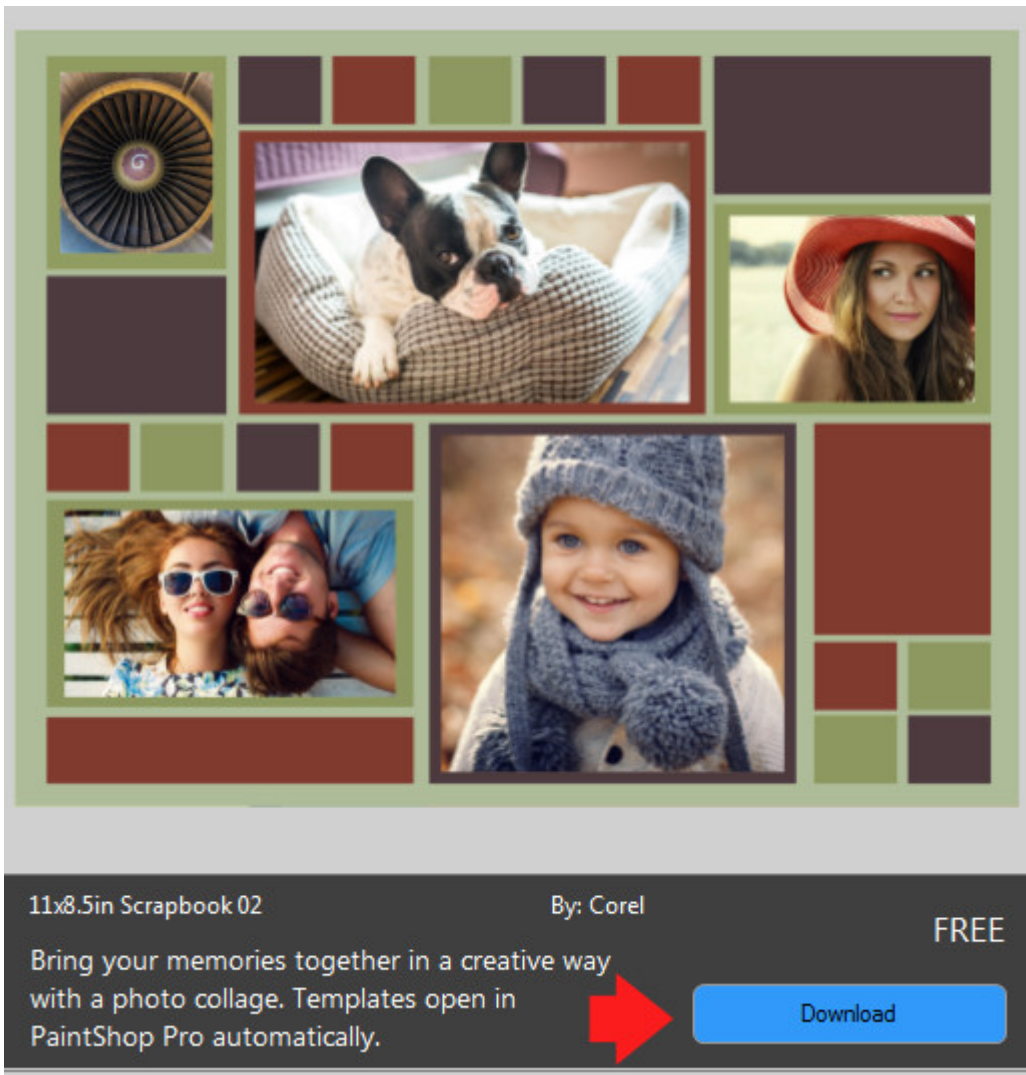 11x8.5in Scrapbook 02
By: Corel
FREE
Bring your memories together in a creative way
with a photo collage. Templates open in
PaintShop Pro automatically.
Download